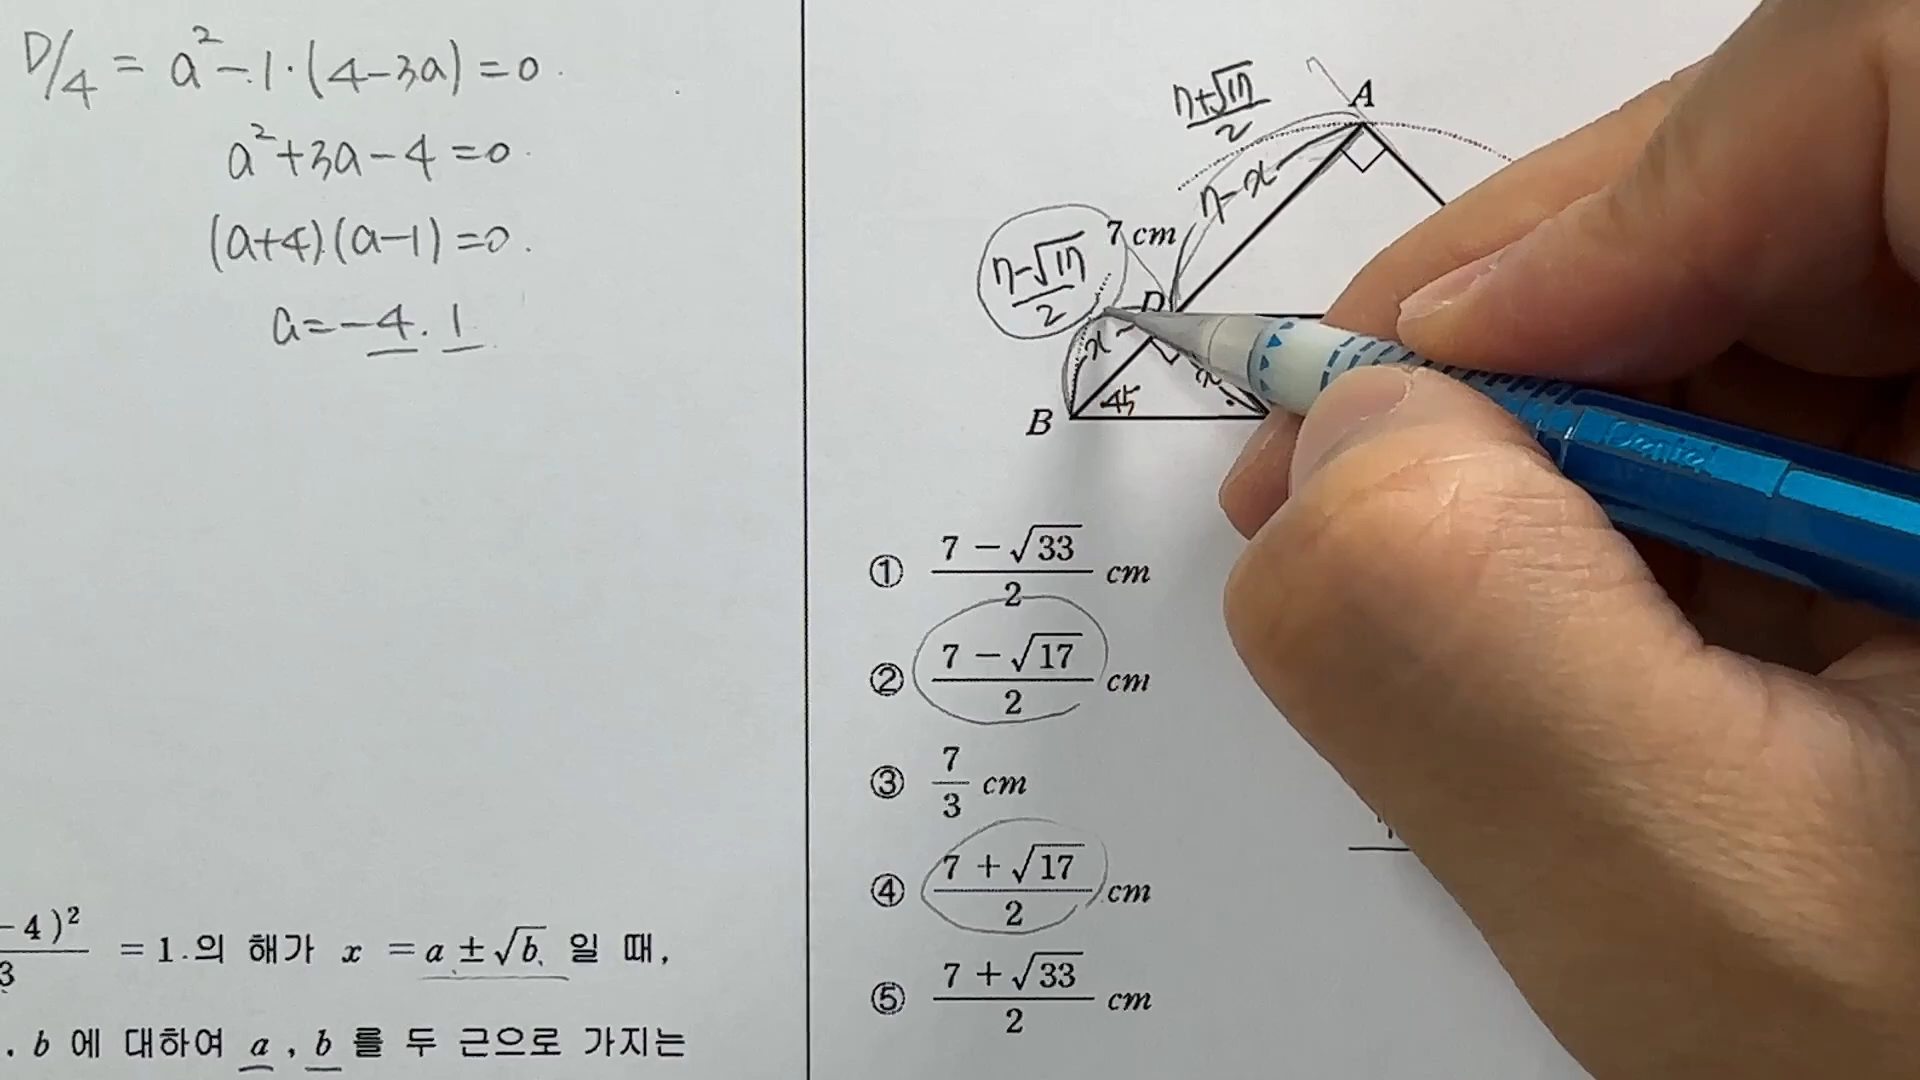 D/4 = a² - 1·(4-3a) = 0.
a² + 3a - 4 = 0.
(a+4)(a-1) = 0.
a = -4. 1
-4)²/3 = 1.의 해가 x = a ± √b 일 때,
, b 에 대하여 a , b 를 두 근으로 가지는
A
(7+√17)/2
7-x
7 cm
(7-√17)/2
D
x
x
45
B
① (7-√33)/2 cm
② (7-√17)/2 cm
③ 7/3 cm
④ (7+√17)/2 cm
⑤ (7+√33)/2 cm